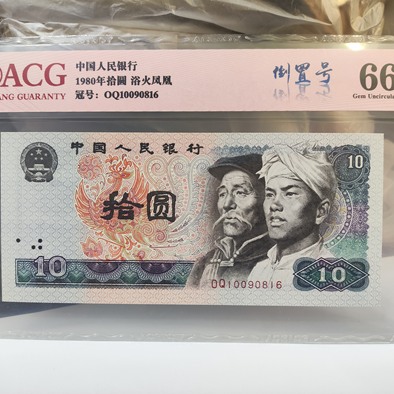 ACG
ANG GUARANTY
中国人民银行
1980年拾圆 浴火凤凰
冠号: OQ10090816
倒置号
66
Gem Uncircula
中国人民银行
10
拾圆
10
10
OQ10090816